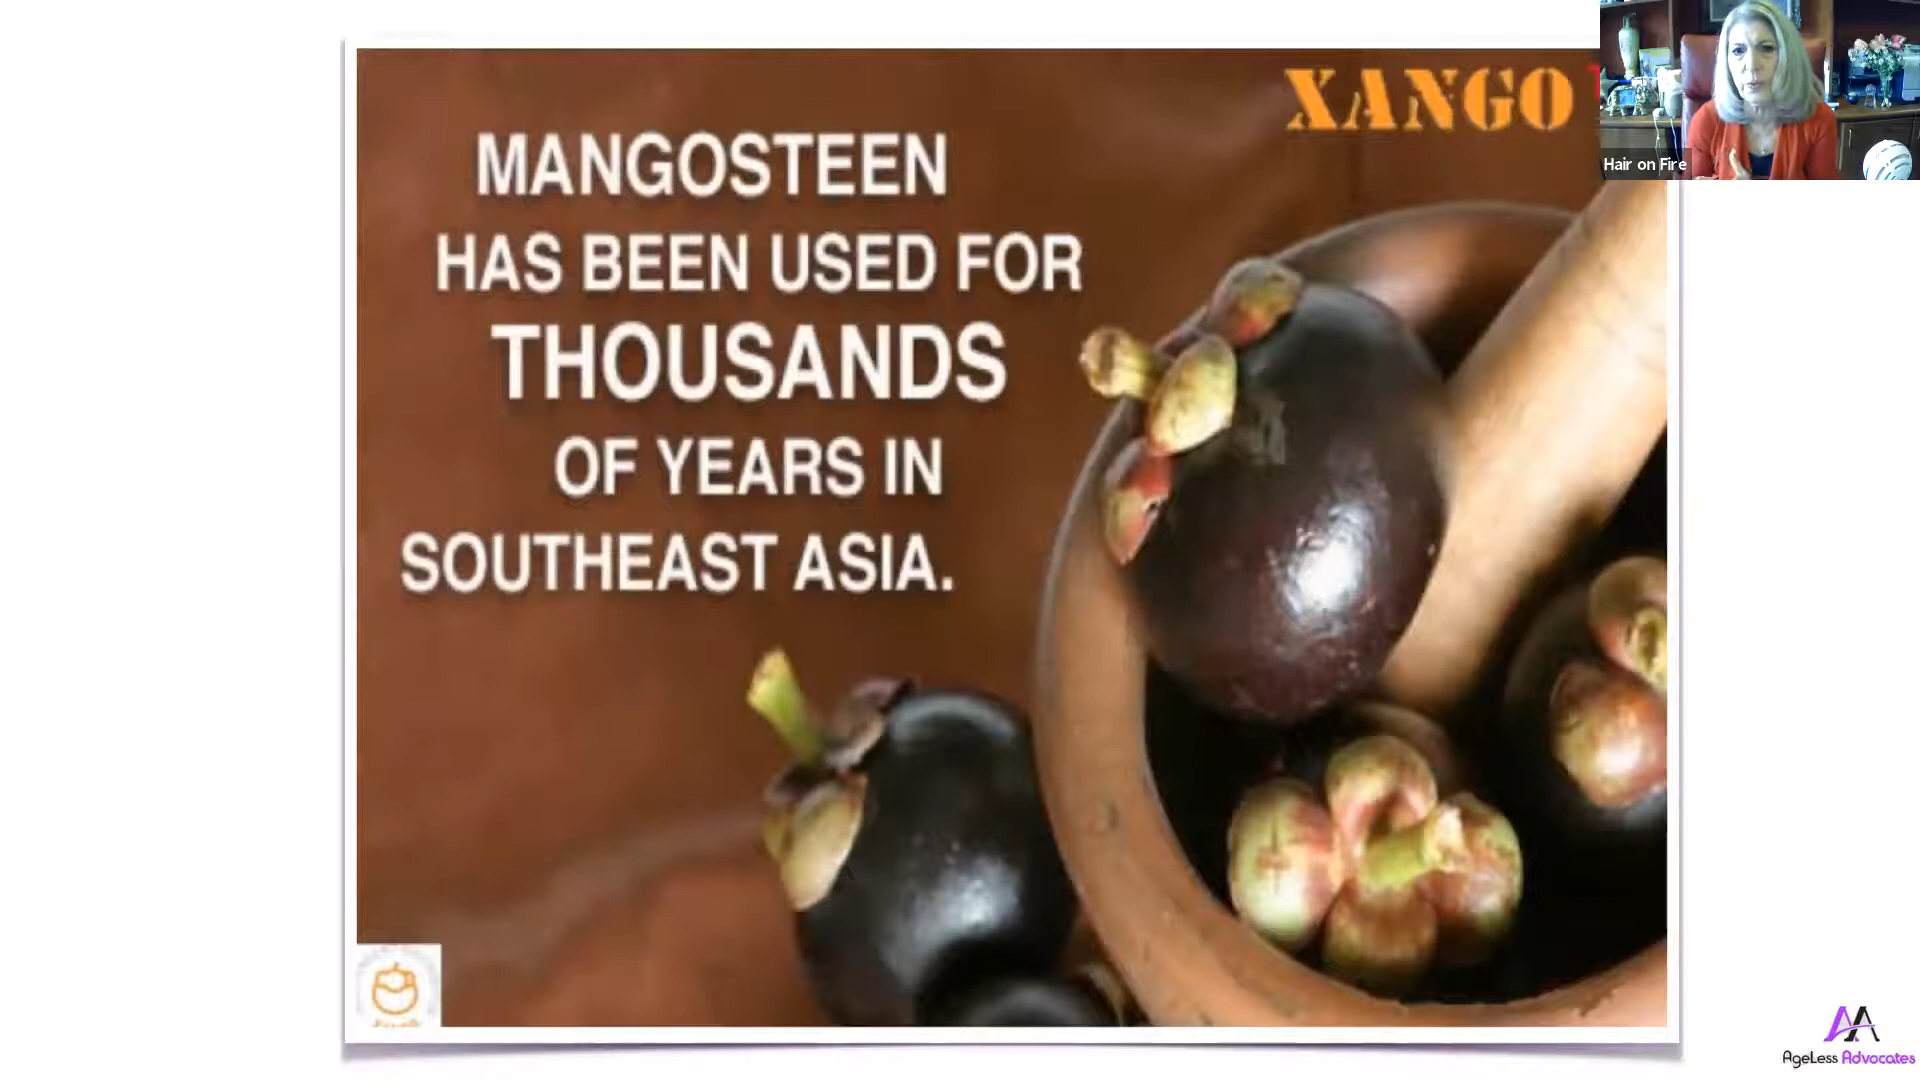 XANGO
MANGOSTEEN
HAS BEEN USED FOR
THOUSANDS
OF YEARS IN
SOUTHEAST ASIA.
Hair on Fire
AgeLess Advocates